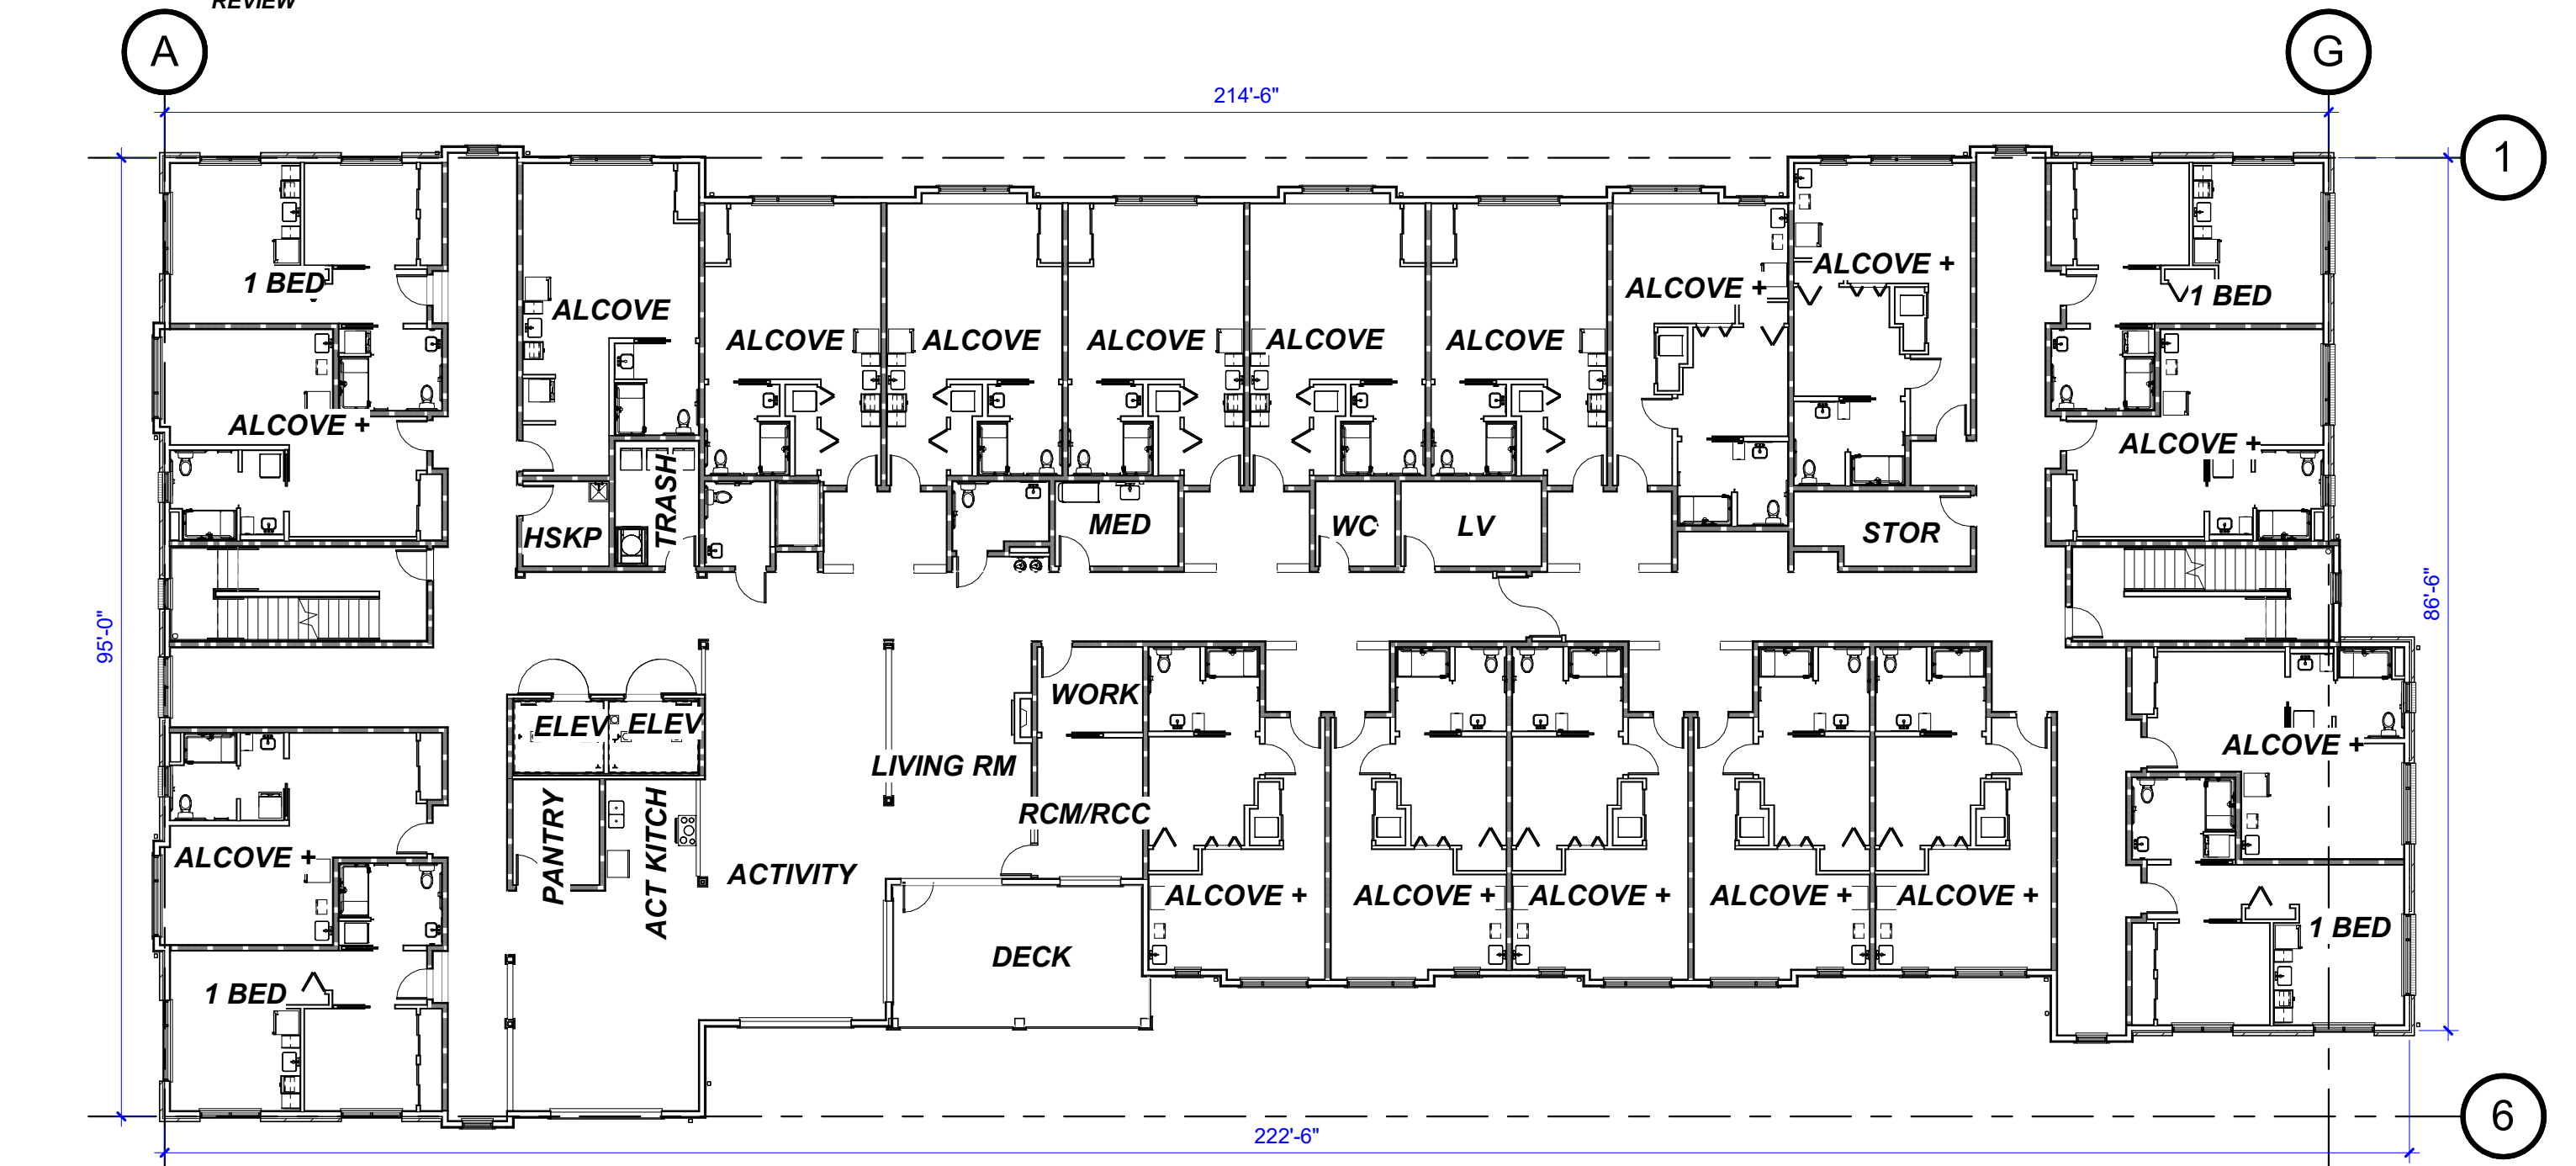 REVIEW
A
G
214'-6"
1
ALCOVE +
1 BED
ALCOVE +
1 BED
ALCOVE
ALCOVE
ALCOVE
ALCOVE
ALCOVE
ALCOVE
ALCOVE +
ALCOVE +
TRASH
HSKP
MED
WC
LV
STOR
95'-0"
86'-6"
WORK
ELEV
ELEV
LIVING RM
ALCOVE +
RCM/RCC
PANTRY
ACT KITCH
ALCOVE +
ACTIVITY
ALCOVE +
ALCOVE +
ALCOVE +
ALCOVE +
ALCOVE +
1 BED
DECK
1 BED
6
222'-6"